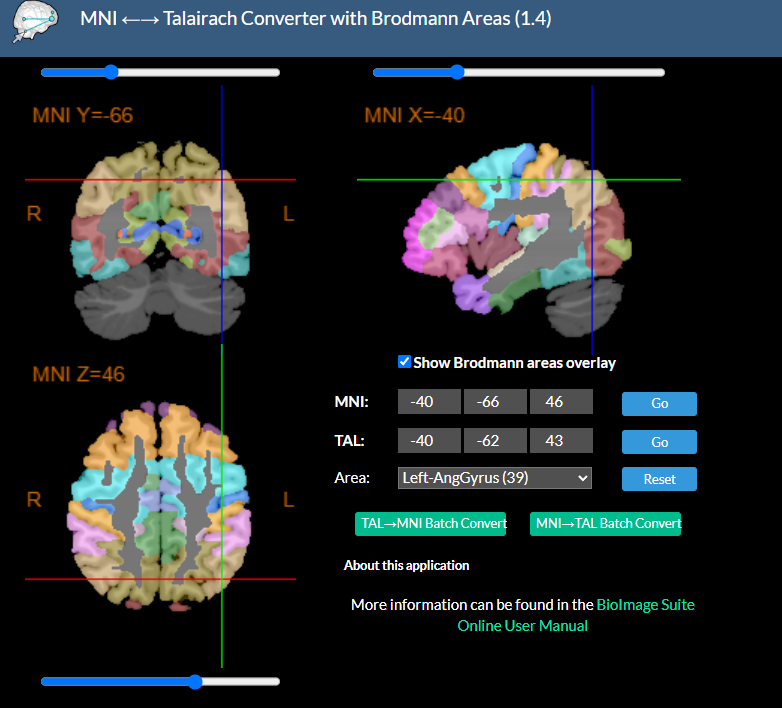 MNI ←→ Talairach Converter with Brodmann Areas (1.4)
MNI Y=-66
MNI X=-40
R
L
MNI Z=46
Show Brodmann areas overlay
MNI: -40 -66 46 Go
TAL: -40 -62 43 Go
Area: Left-AngGyrus (39) Reset
R
L
TAL→MNI Batch Convert MNI→TAL Batch Convert
About this application
More information can be found in the BioImage Suite
Online User Manual